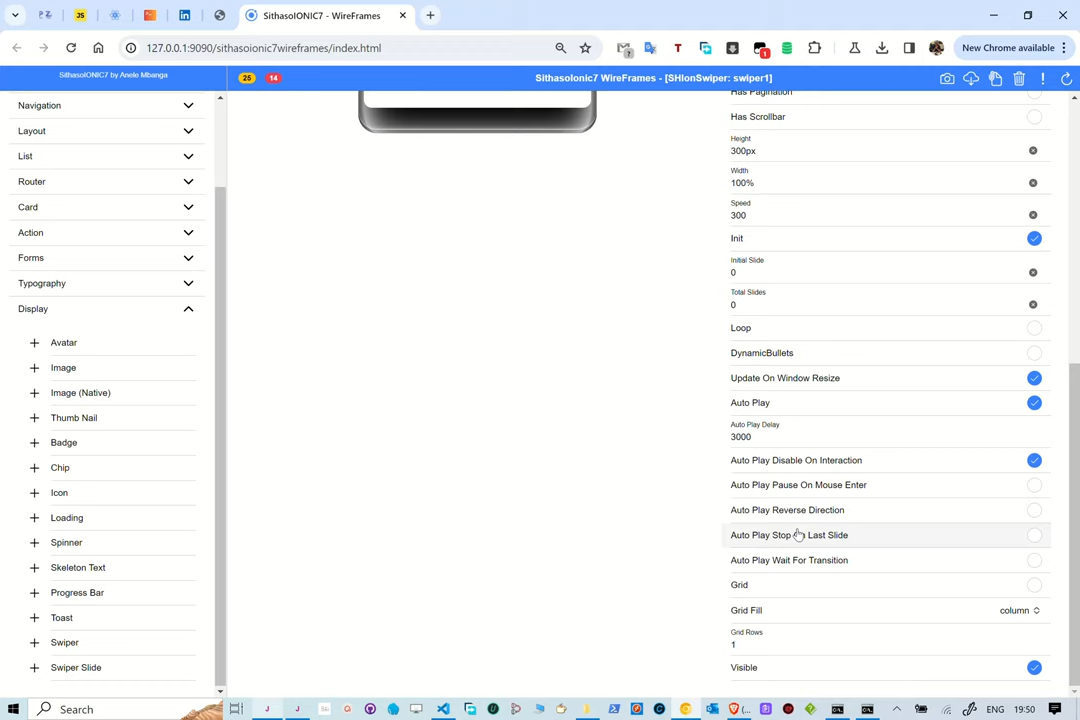 SithasoIONIC7 - WireFrames
127.0.0.1:9090/sithasoionic7wireframes/index.html
New Chrome available
SithasoIONIC7 by Anele Mbanga
25
14
SithasoIonic7 WireFrames - [SHIonSwiper: swiper1]
Navigation
Layout
List
Router
Card
Action
Forms
Typography
Display
Avatar
Image
Image (Native)
Thumb Nail
Badge
Chip
Icon
Loading
Spinner
Skeleton Text
Progress Bar
Toast
Swiper
Swiper Slide
Has Pagination
Has Scrollbar
Height
300px
Width
100%
Speed
300
Init
Initial Slide
0
Total Slides
0
Loop
DynamicBullets
Update On Window Resize
Auto Play
Auto Play Delay
3000
Auto Play Disable On Interaction
Auto Play Pause On Mouse Enter
Auto Play Reverse Direction
Auto Play Stop On Last Slide
Auto Play Wait For Transition
Grid
Grid Fill
column
Grid Rows
1
Visible
Search
ENG
19:50